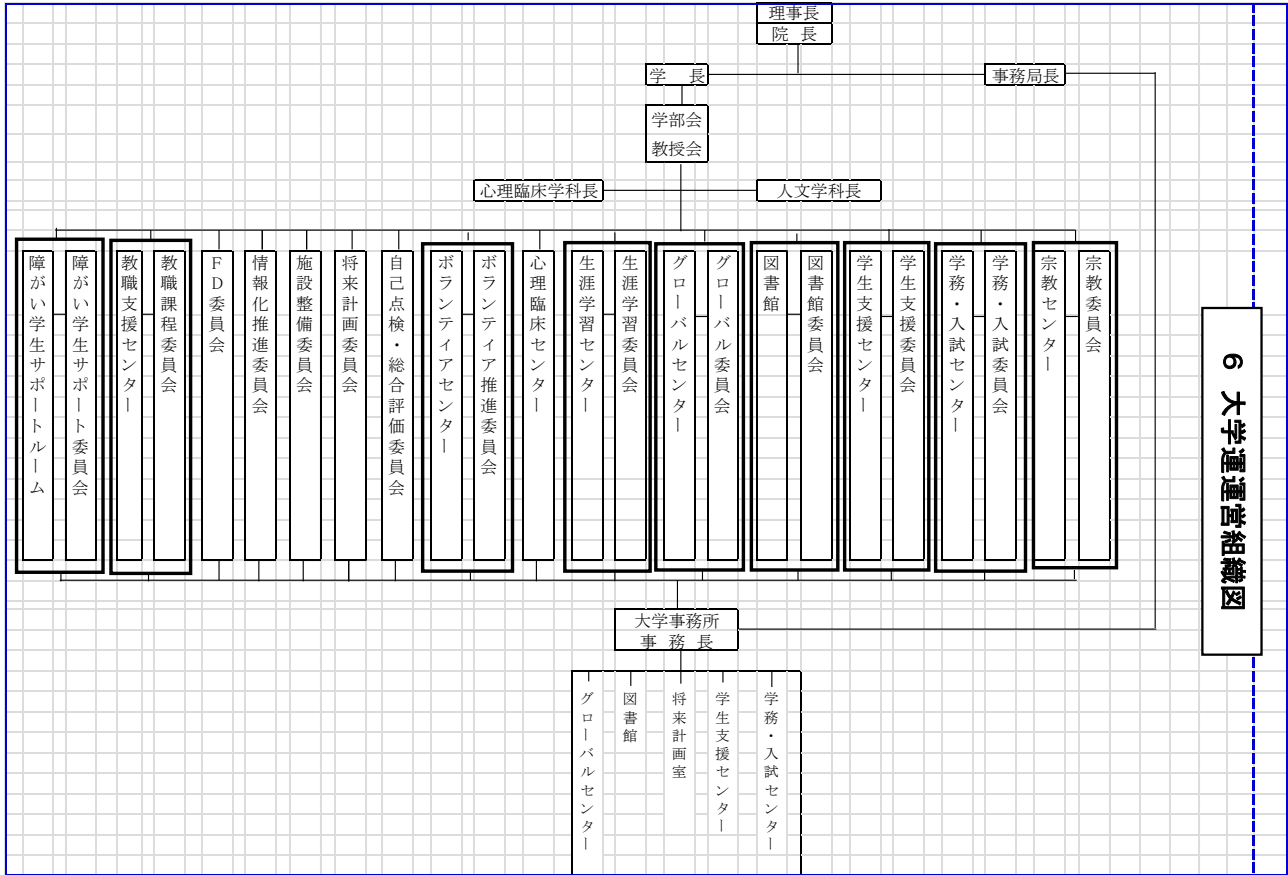 6 大学運運営組織図
理事長
院 長
学 長
事務局長
学部会
教授会
心理臨床学科長
人文学科長
宗教委員会
宗教センター
学務・入試委員会
学務・入試センター
学生支援委員会
学生支援センター
図書館委員会
図書館
グローバル委員会
グローバルセンター
生涯学習委員会
生涯学習センター
心理臨床センター
ボランティア推進委員会
ボランティアセンター
自己点検・総合評価委員会
将来計画委員会
施設整備委員会
情報化推進委員会
FD委員会
教職課程委員会
教職支援センター
障がい学生サポート委員会
障がい学生サポートルーム
大学事務所
事 務 長
学務・入試センター
学生支援センター
将来計画室
図書館
グローバルセンター